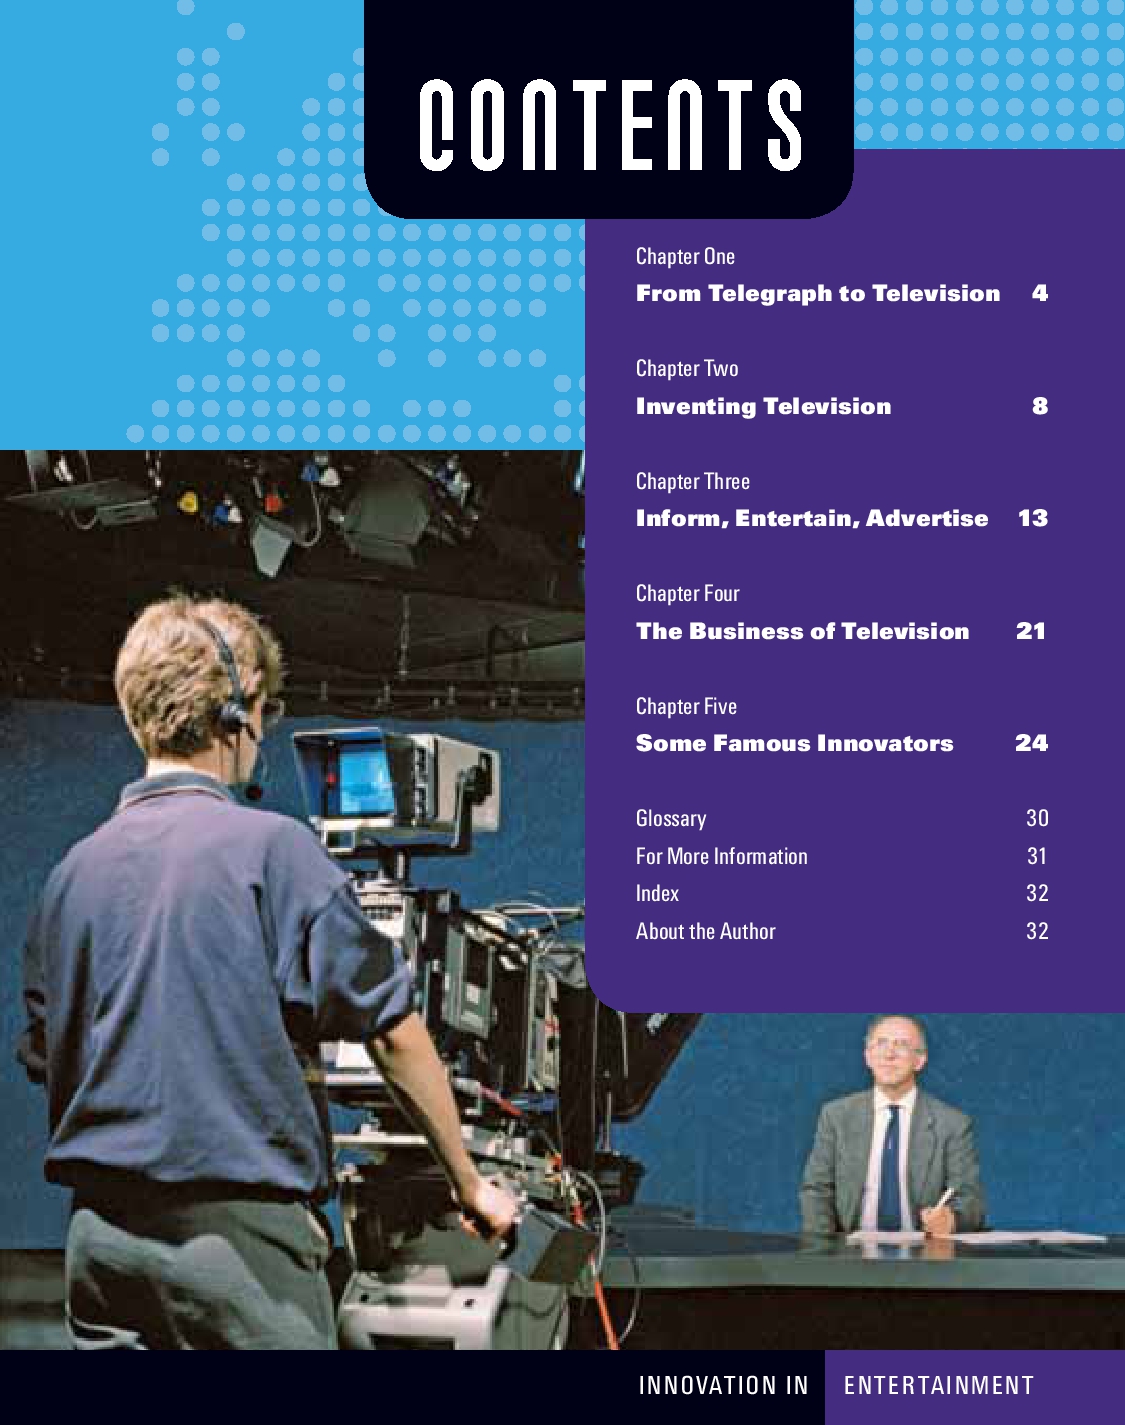 CONTENTS
Chapter One
From Telegraph to Television 4
Chapter Two
Inventing Television 8
Chapter Three
Inform, Entertain, Advertise 13
Chapter Four
The Business of Television 21
Chapter Five
Some Famous Innovators 24
Glossary 30
For More Information 31
Index 32
About the Author 32
INNOVATION IN ENTERTAINMENT